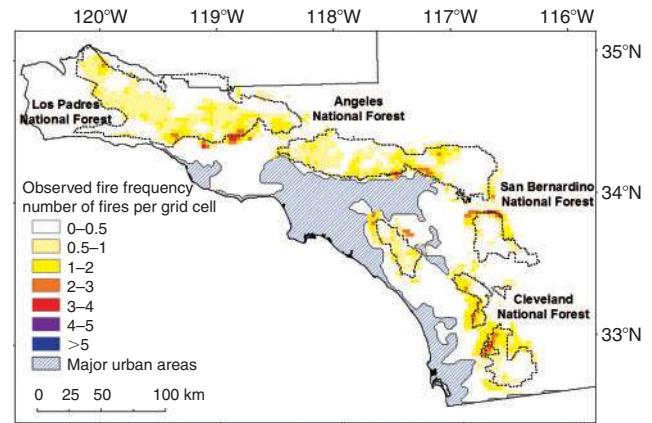 120°W 119°W 118°W 117°W 116°W
35°N
Los Padres
National Forest
Angeles
National Forest
San Bernardino
National Forest
34°N
Observed fire frequency
number of fires per grid cell
0–0.5
0.5–1
1–2
2–3
3–4
4–5
>5
Major urban areas
Cleveland
National Forest
33°N
0 25 50 100 km